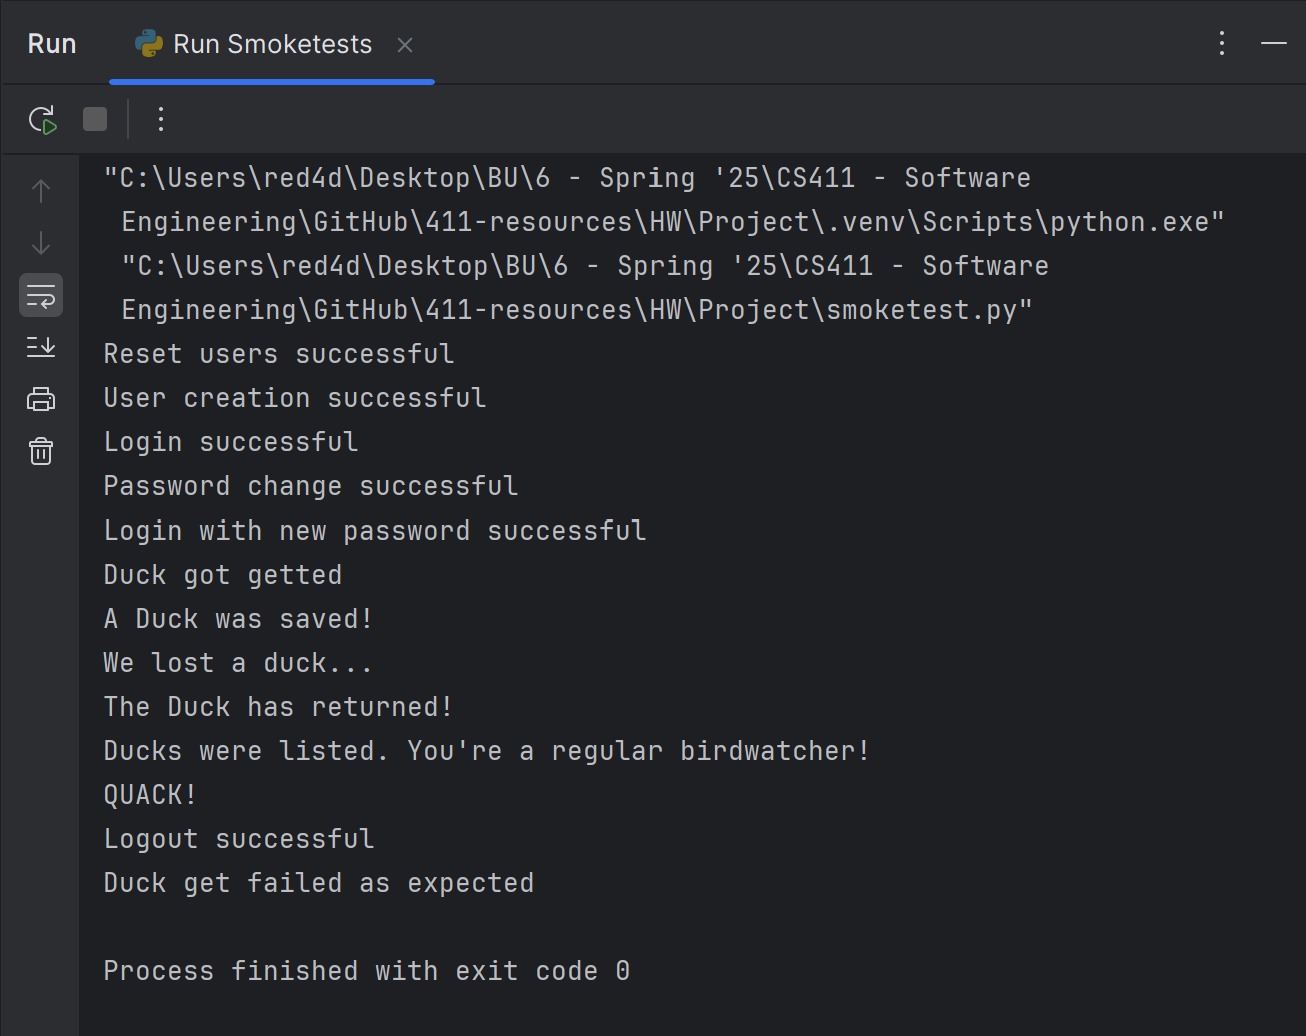 Run
Run Smoketests
"C:\Users\red4d\Desktop\BU\6 - Spring '25\CS411 - Software
Engineering\GitHub\411-resources\HW\Project\.venv\Scripts\python.exe"
"C:\Users\red4d\Desktop\BU\6 - Spring '25\CS411 - Software
Engineering\GitHub\411-resources\HW\Project\smoketest.py"
Reset users successful
User creation successful
Login successful
Password change successful
Login with new password successful
Duck got getted
A Duck was saved!
We lost a duck...
The Duck has returned!
Ducks were listed. You're a regular birdwatcher!
QUACK!
Logout successful
Duck get failed as expected
Process finished with exit code 0